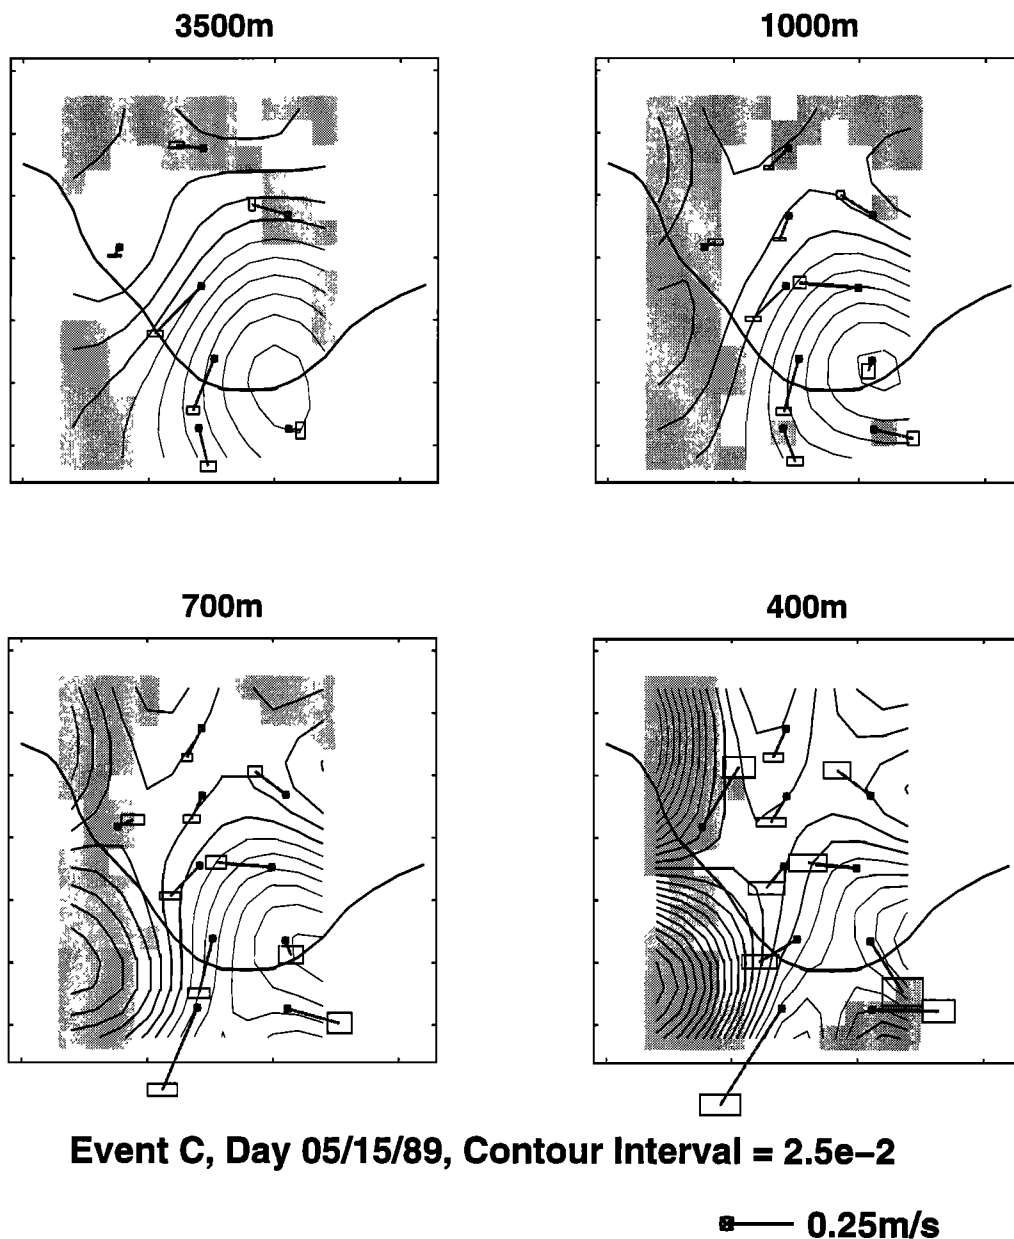 3500m
1000m
700m
400m
Event C, Day 05/15/89, Contour Interval = 2.5e−2
0.25m/s